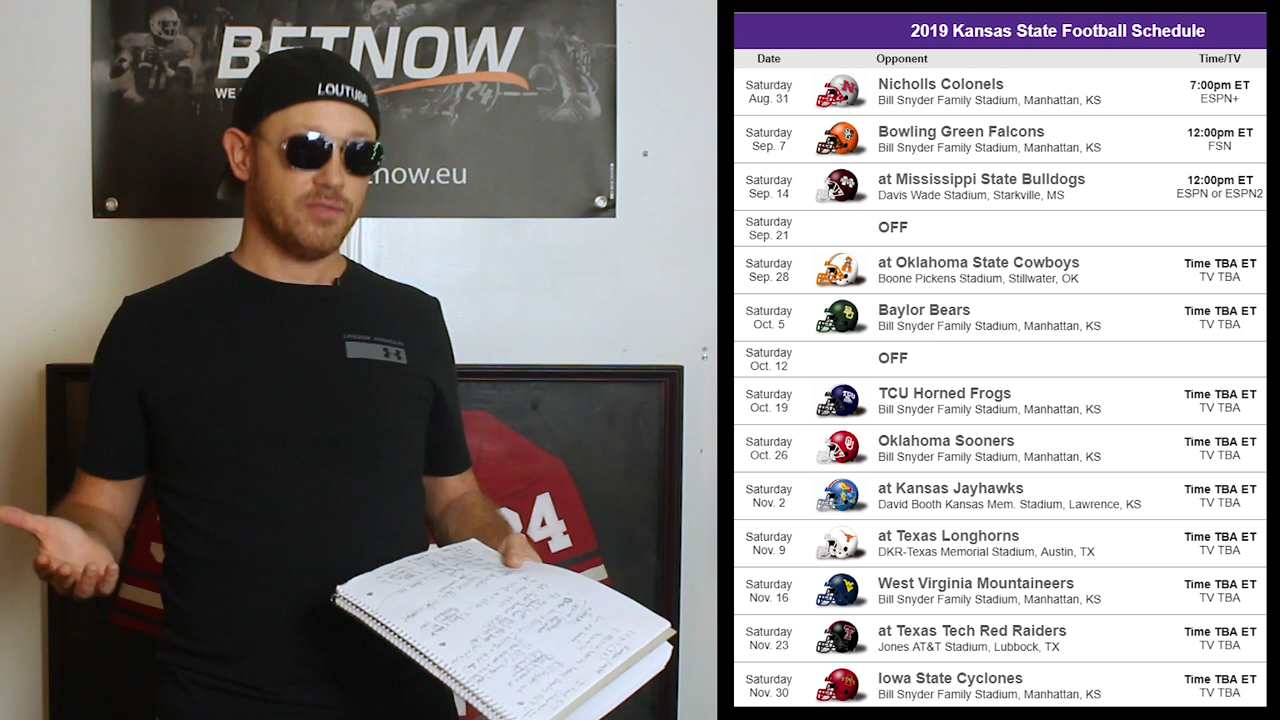 BETNOW
WE
now.eu
LOUTUR
UNDER ARMOUR
24
34
2019 Kansas State Football Schedule
Date Opponent Time/TV
Saturday Nicholls Colonels 7:00pm ET
Aug. 31 Bill Snyder Family Stadium, Manhattan, KS ESPN+
Saturday Bowling Green Falcons 12:00pm ET
Sep. 7 Bill Snyder Family Stadium, Manhattan, KS FSN
Saturday at Mississippi State Bulldogs 12:00pm ET
Sep. 14 Davis Wade Stadium, Starkville, MS ESPN or ESPN2
Saturday
Sep. 21 OFF
Saturday at Oklahoma State Cowboys Time TBA ET
Sep. 28 Boone Pickens Stadium, Stillwater, OK TV TBA
Saturday Baylor Bears Time TBA ET
Oct. 5 Bill Snyder Family Stadium, Manhattan, KS TV TBA
Saturday
Oct. 12 OFF
Saturday TCU Horned Frogs Time TBA ET
Oct. 19 Bill Snyder Family Stadium, Manhattan, KS TV TBA
Saturday Oklahoma Sooners Time TBA ET
Oct. 26 Bill Snyder Family Stadium, Manhattan, KS TV TBA
Saturday at Kansas Jayhawks Time TBA ET
Nov. 2 David Booth Kansas Mem. Stadium, Lawrence, KS TV TBA
Saturday at Texas Longhorns Time TBA ET
Nov. 9 DKR-Texas Memorial Stadium, Austin, TX TV TBA
Saturday West Virginia Mountaineers Time TBA ET
Nov. 16 Bill Snyder Family Stadium, Manhattan, KS TV TBA
Saturday at Texas Tech Red Raiders Time TBA ET
Nov. 23 Jones AT&T Stadium, Lubbock, TX TV TBA
Saturday Iowa State Cyclones Time TBA ET
Nov. 30 Bill Snyder Family Stadium, Manhattan, KS TV TBA